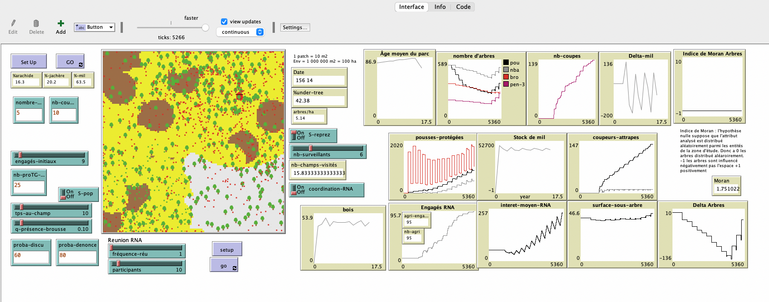 Interface Info Code
Edit Delete Add
Button
faster
ticks: 5266
view updates
continuous
Settings...
Set Up GO
%arachide
16.3
K-jachère
20.2
K-mil
63.5
nombre-...
5
nb-cou...
10
engagés-initiaux 9
nb-proTG-...
25
On
Off
S-pop
tps-au-champ 10
q-présence-brousse 0.10
proba-discu
60
proba-denonce
80
1 patch = 10 m2
Env = 1 000 000 m2 = 100 ha
Date
156 14
%under-tree
42.38
arbres/ha
5.14
On
Off
S-reprez
nb-surveillants 6
nb-champs-visités
15.83333333333333
On
Off
coordination-RNA
Reunion RNA
fréquence-réu 1
participants 10
setup
go
Âge moyen du parc
86.9
0
0 17.5
nombre d'arbres
589
0
0 5360
pou
nba
bro
pen-3
nb-coupes
139
0
0 5360
Delta-mil
136
-200
0 5360
Indice de Moran Arbres
10
-1
0 5360
pousses-protégées
2020
0
0 5360
Stock de mil
52700
-1
year 17.5
coupeurs-attrapes
147
0
0 5360
Indice de Moran : l'hypothèse
nulle suppose que l'attribut
analysé est distribué
aléatoirement parmi les entités
de la zone d'étude. Donc a 0 les
arbres distribué aléatoirement.
-1 les arbres sont influencé
négativement pas l'espace +1
positivement
Moran
1.751022
bois
53.9
0
0 17.5
Engagés RNA
95.7
0
0 5360
agri-enga...
95
nb-agri
95
interet-moyen-RNA
257
0
0 5360
surface-sous-arbre
46.6
0
0 5360
Delta Arbres
10
-136
0 5360